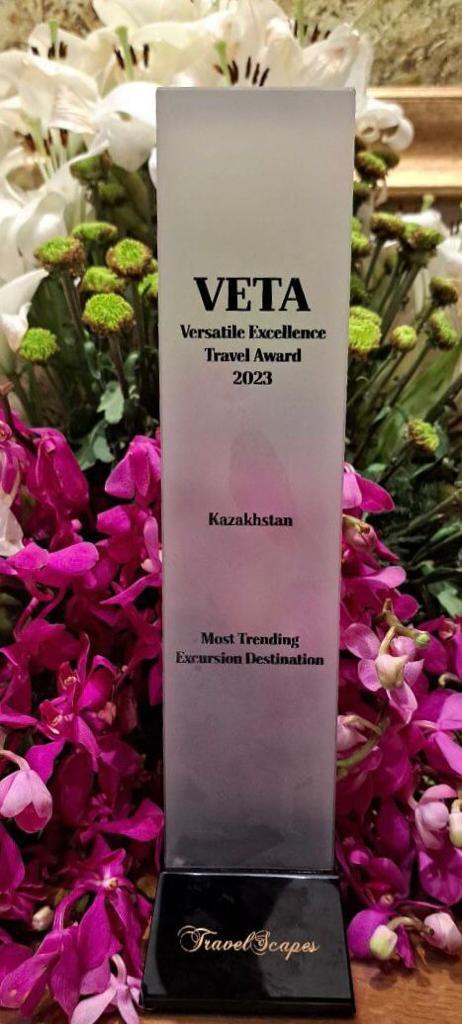 VETA
Versatile Excellence
Travel Award
2023
Kazakhstan
Most Trending
Excursion Destination
TravelScapes